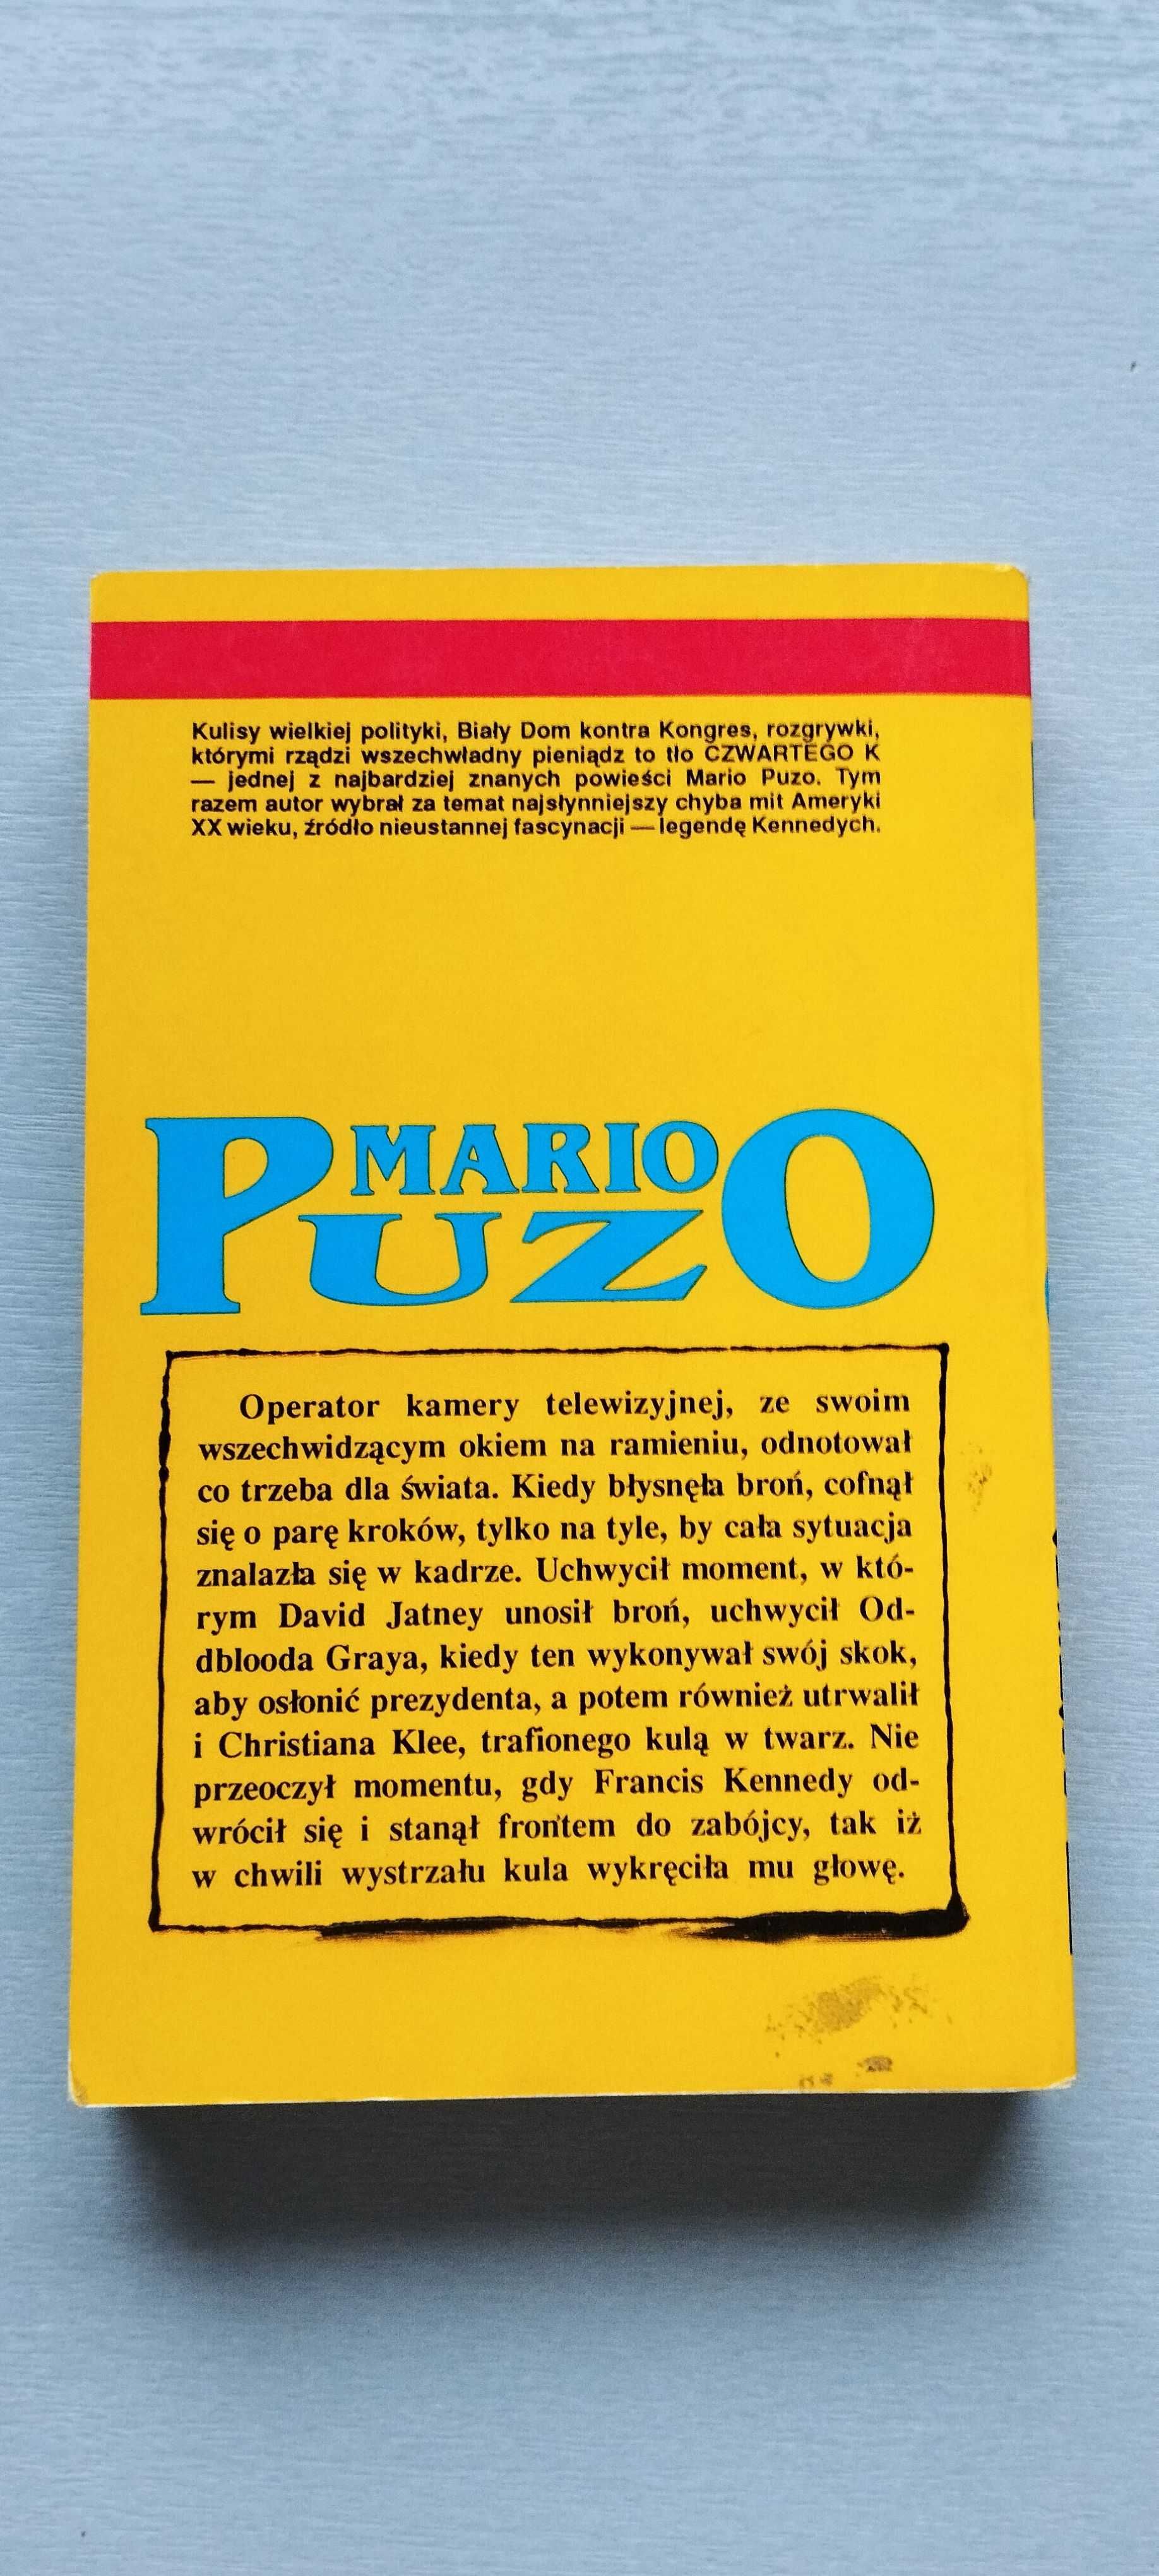 Kulisy wielkiej polityki, Biały Dom kontra Kongres, rozgrywki,
którymi rządzi wszechwładny pieniądz to tło CZWARTEGO K
— jednej z najbardziej znanych powieści Mario Puzo. Tym
razem autor wybrał za temat najsłynniejszy chyba mit Ameryki
XX wieku, źródło nieustannej fascynacji — legendę Kennedych.
MARIO
PUZO
Operator kamery telewizyjnej, ze swoim
wszechwidzącym okiem na ramieniu, odnotował
co trzeba dla świata. Kiedy błysnęła broń, cofnął
się o parę kroków, tylko na tyle, by cała sytuacja
znalazła się w kadrze. Uchwycił moment, w któ-
rym David Jatney unosił broń, uchwycił Od-
dblooda Graya, kiedy ten wykonywał swój skok,
aby osłonić prezydenta, a potem również utrwalił
i Christiana Klee, trafionego kulą w twarz. Nie
przeoczył momentu, gdy Francis Kennedy od-
wrócił się i stanął frontem do zabójcy, tak iż
w chwili wystrzału kula wykręciła mu głowę.